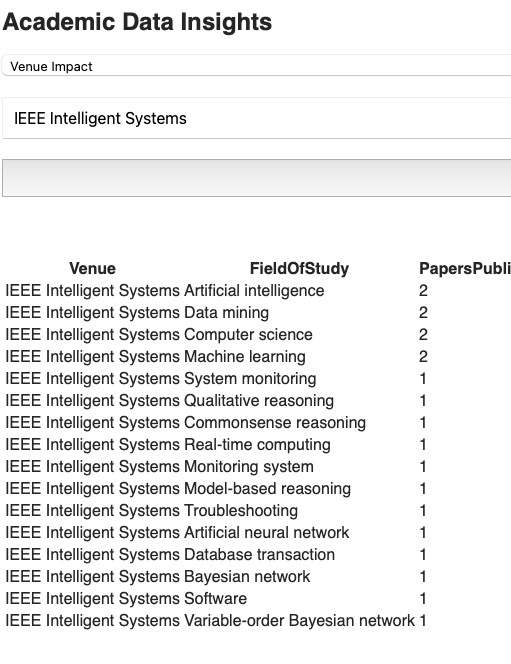 Academic Data Insights
Venue Impact
IEEE Intelligent Systems
Venue FieldOfStudy PapersPubli
IEEE Intelligent Systems Artificial intelligence 2
IEEE Intelligent Systems Data mining 2
IEEE Intelligent Systems Computer science 2
IEEE Intelligent Systems Machine learning 2
IEEE Intelligent Systems System monitoring 1
IEEE Intelligent Systems Qualitative reasoning 1
IEEE Intelligent Systems Commonsense reasoning 1
IEEE Intelligent Systems Real-time computing 1
IEEE Intelligent Systems Monitoring system 1
IEEE Intelligent Systems Model-based reasoning 1
IEEE Intelligent Systems Troubleshooting 1
IEEE Intelligent Systems Artificial neural network 1
IEEE Intelligent Systems Database transaction 1
IEEE Intelligent Systems Bayesian network 1
IEEE Intelligent Systems Software 1
IEEE Intelligent Systems Variable-order Bayesian network 1